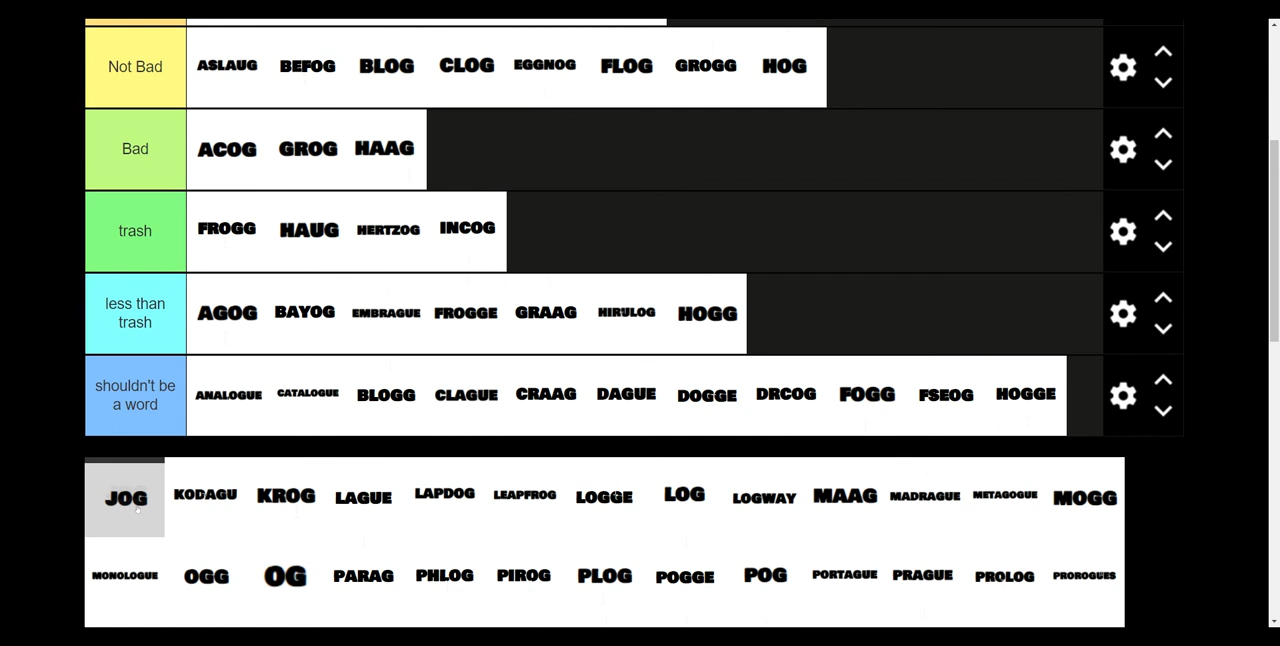 Not Bad
ASLAUG BEFOG BLOG CLOG EGGNOG FLOG GROGG HOG
Bad
ACOG GROG HAAG
trash
FROGG HAUG HERTZOG INCOG
less than
trash
AGOG BAYOG EMBRAGUE FROGGE GRAAG HIRULOG HOGG
shouldn't be
a word
ANALOGUE CATALOGUE BLOGG CLAGUE CRAAG DAGUE DOGGE DRCOG FOGG FSEOG HOGGE
JOG KODAGU KROG LAGUE LAPDOG LEAPFROG LOGGE LOG LOGWAY MAAG MADRAGUE METAGOGUE MOGG
MONOLOGUE OGG OG PARAG PHLOG PIROG PLOG POGGE POG PORTAGUE PRAGUE PROLOG PROROGUES